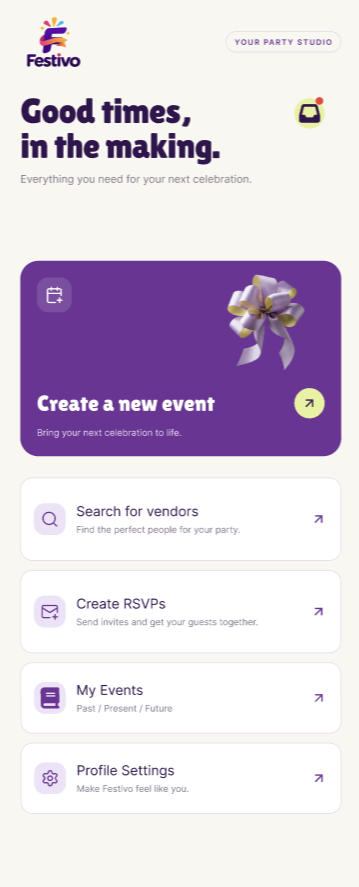 Festivo
YOUR PARTY STUDIO
Good times,
in the making.
Everything you need for your next celebration.
Create a new event
Bring your next celebration to life.
Search for vendors
Find the perfect people for your party.
Create RSVPs
Send invites and get your guests together.
My Events
Past / Present / Future
Profile Settings
Make Festivo feel like you.